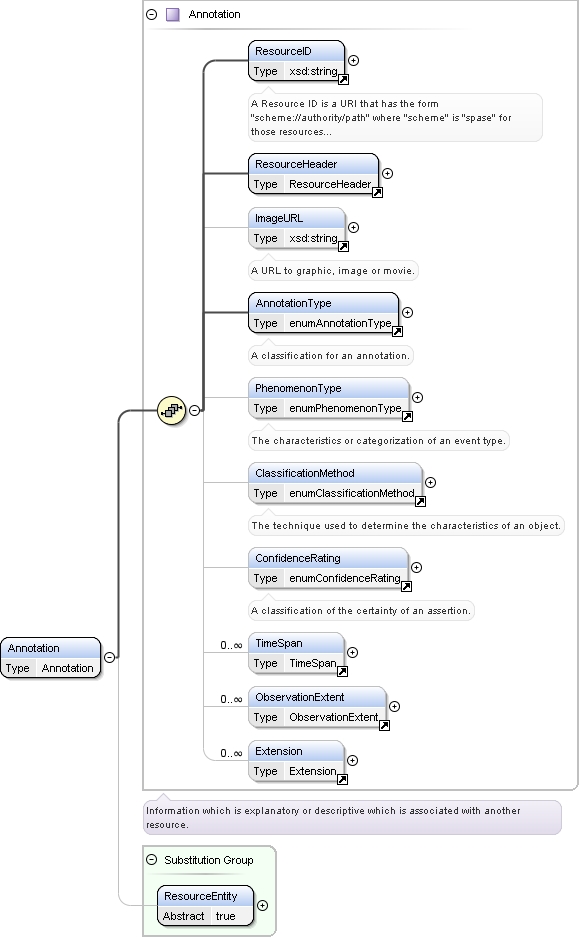 Annotation
ResourceID
Type xsd:string
A Resource ID is a URI that has the form
"scheme://authority/path" where "scheme" is "spase" for
those resources...
ResourceHeader
Type ResourceHeader
ImageURL
Type xsd:string
A URL to graphic, image or movie.
AnnotationType
Type enumAnnotationType
A classification for an annotation.
PhenomenonType
Type enumPhenomenonType
The characteristics or categorization of an event type.
ClassificationMethod
Type enumClassificationMethod
The technique used to determine the characteristics of an object.
ConfidenceRating
Type enumConfidenceRating
A classification of the certainty of an assertion.
0..∞ TimeSpan
Type TimeSpan
0..∞ ObservationExtent
Type ObservationExtent
0..∞ Extension
Type Extension
Annotation
Type Annotation
Information which is explanatory or descriptive which is associated with another
resource.
Substitution Group
ResourceEntity
Abstract true